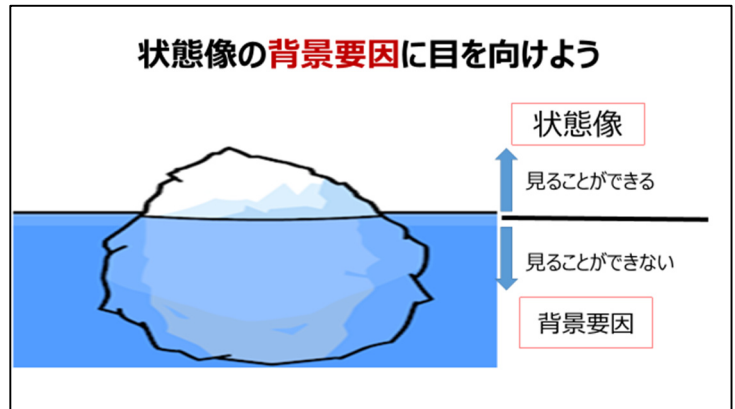 状態像の背景要因に目を向けよう
状態像
見ることができる
見ることができない
背景要因